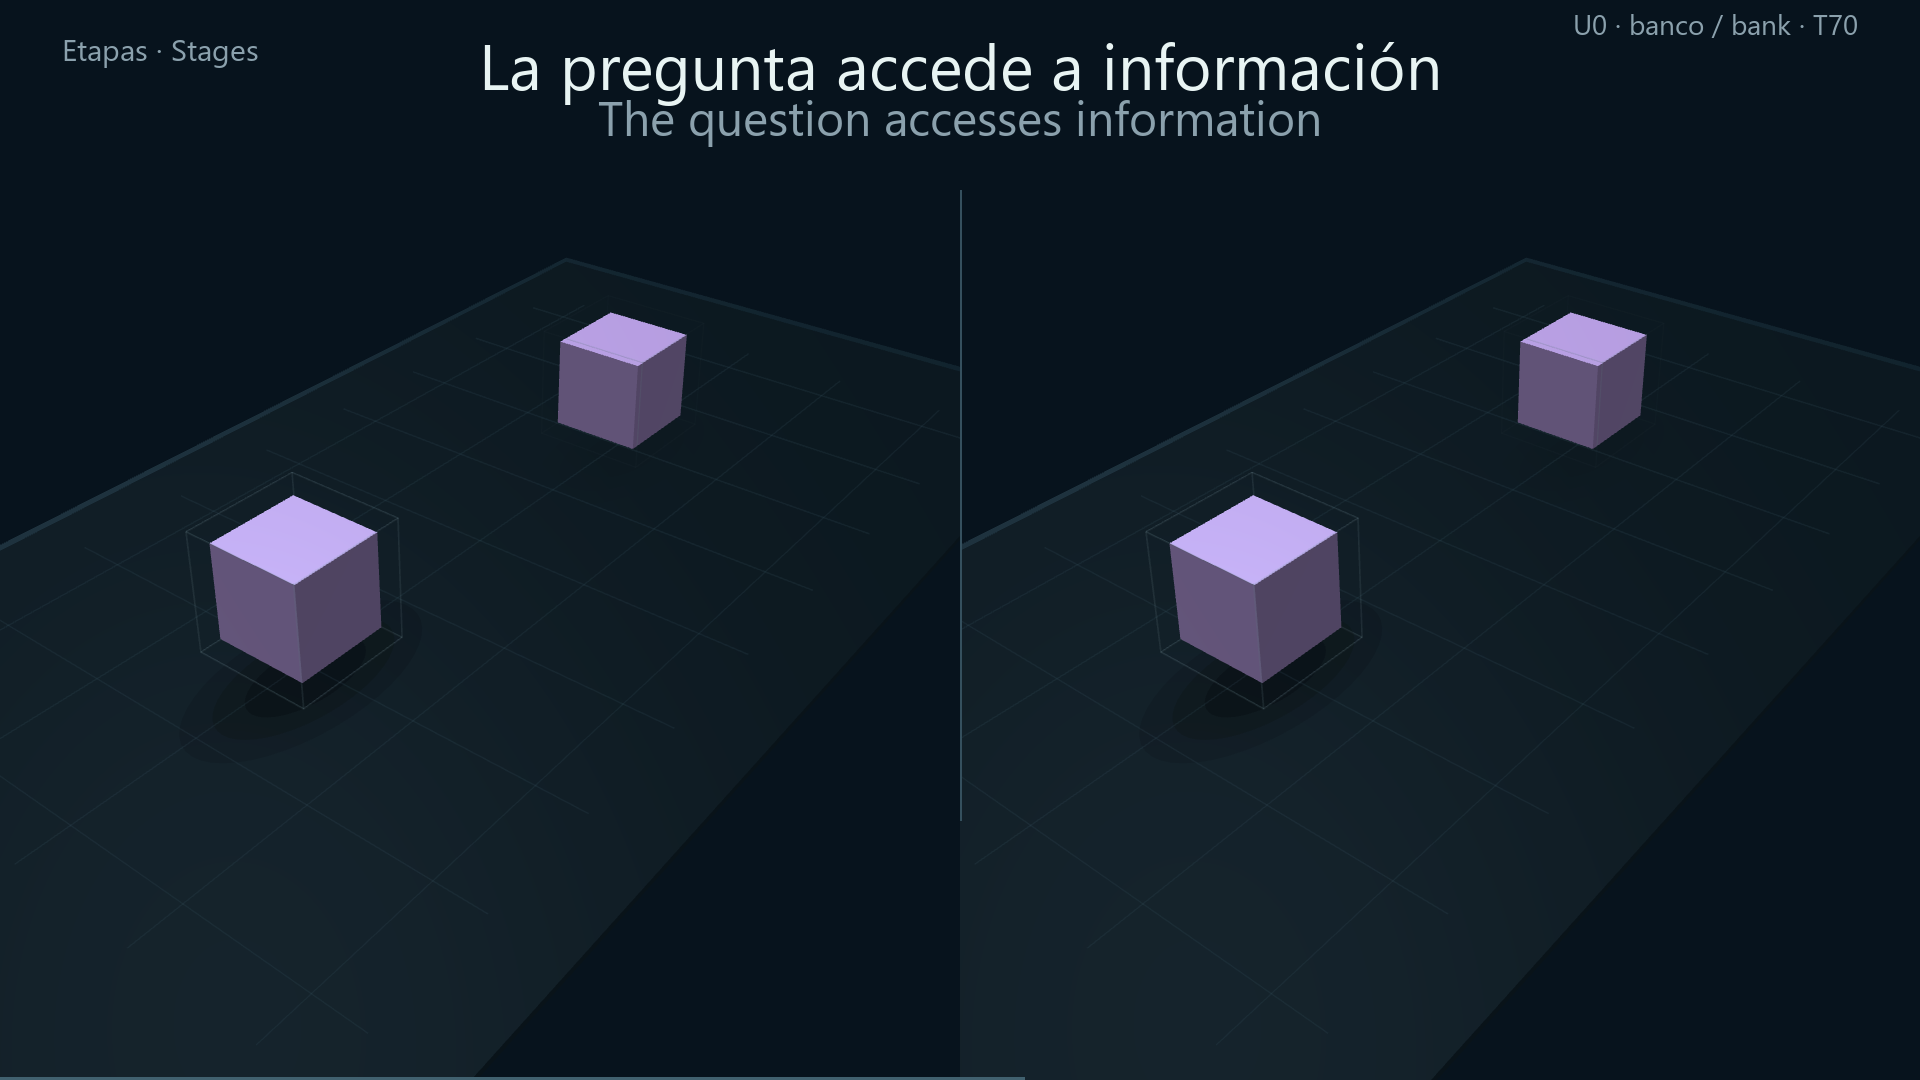 Etapas · Stages
U0 · banco / bank · T70
La pregunta accede a información
The question accesses information